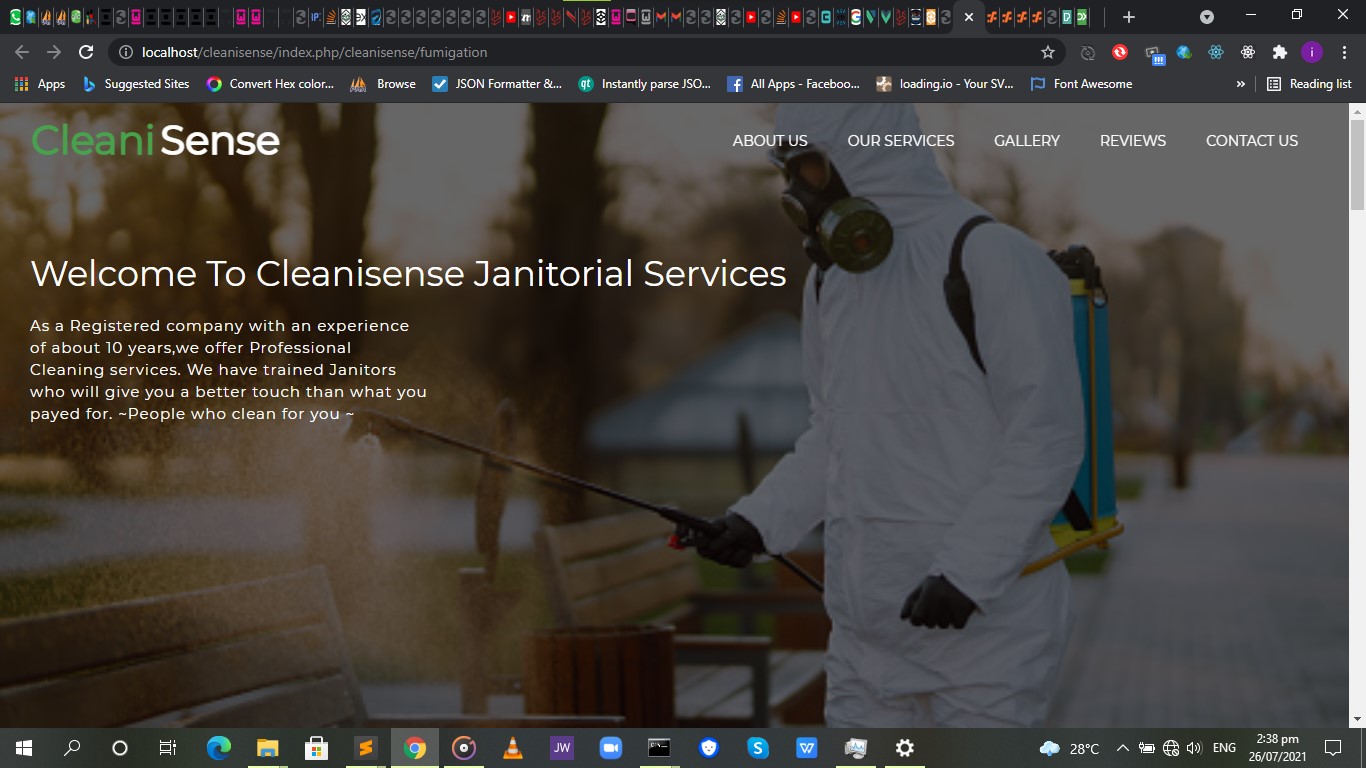 localhost/cleanisense/index.php/cleanisense/fumigation
Apps
Suggested Sites
Convert Hex color...
Browse
JSON Formatter &...
Instantly parse JSO...
All Apps - Faceboo...
loading.io - Your SV...
Font Awesome
»
Reading list
Cleani Sense
ABOUT US
OUR SERVICES
GALLERY
REVIEWS
CONTACT US
Welcome To Cleanisense Janitorial Services
As a Registered company with an experience
of about 10 years,we offer Professional
Cleaning services. We have trained Janitors
who will give you a better touch than what you
payed for. ~People who clean for you ~
JW
28°C
ENG
2:38 pm
26/07/2021